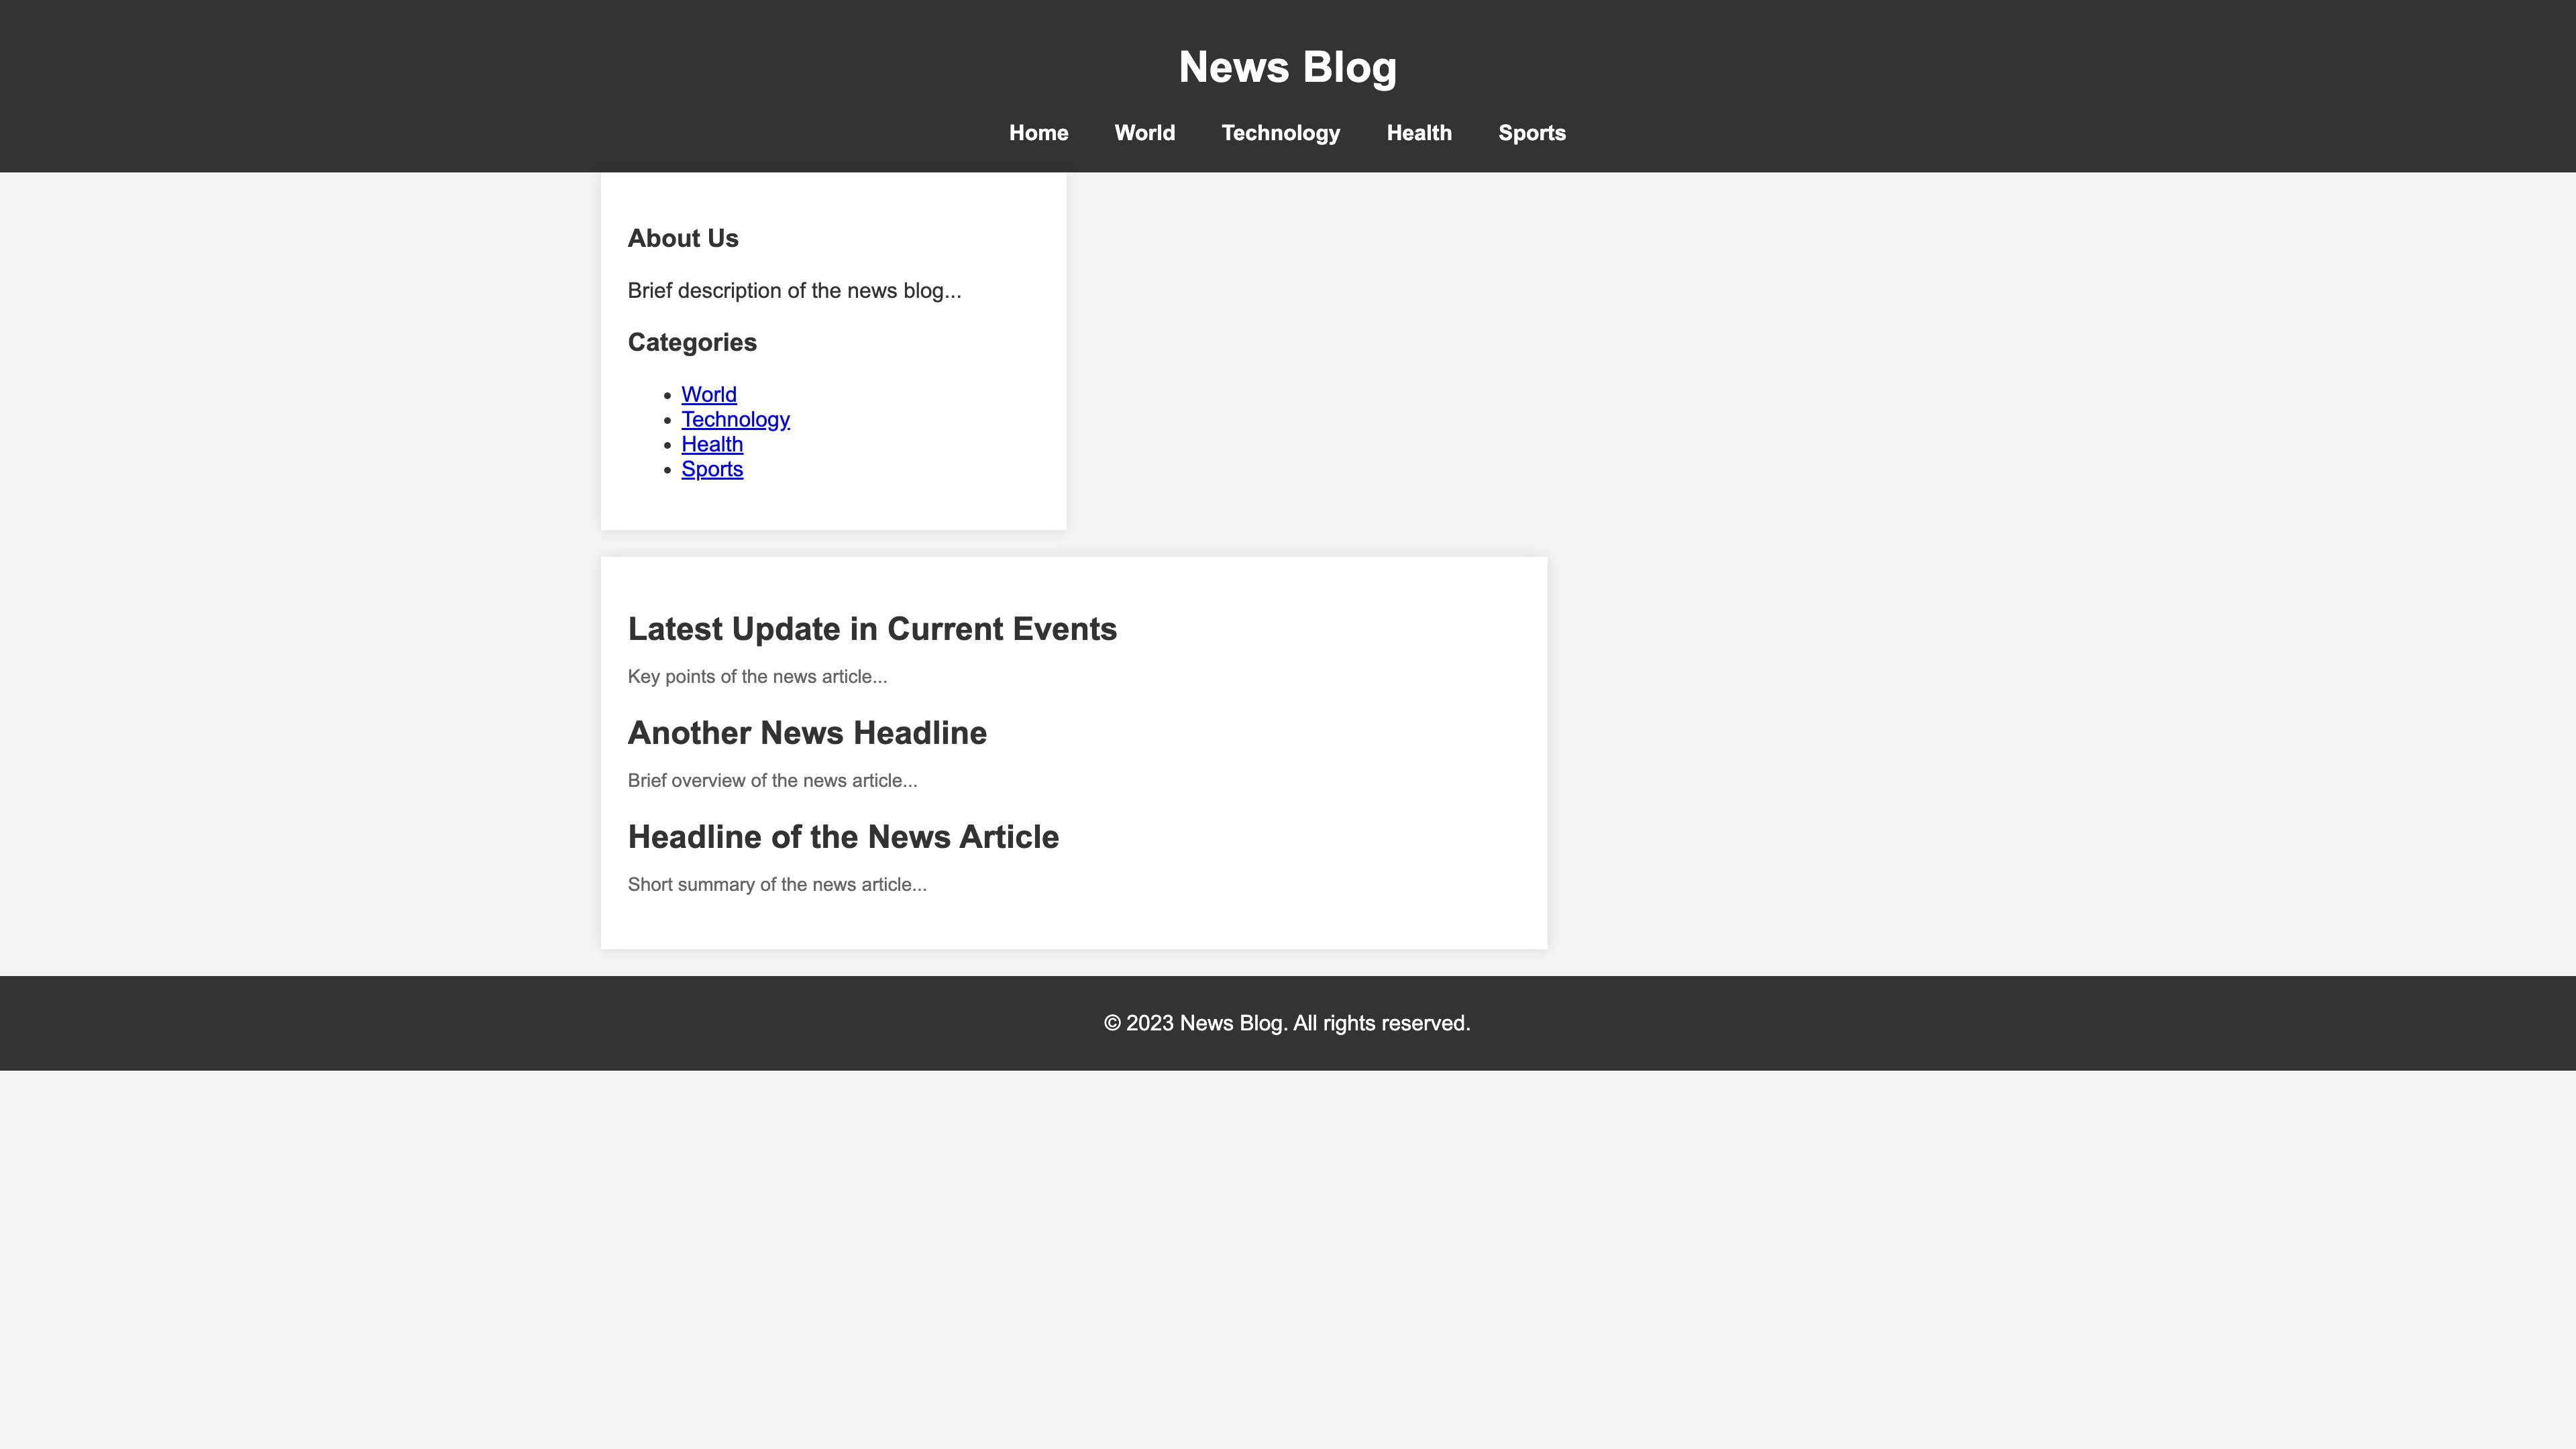 News Blog
Home World Technology Health Sports
About Us
Brief description of the news blog...
Categories
World
Technology
Health
Sports
Latest Update in Current Events
Key points of the news article...
Another News Headline
Brief overview of the news article...
Headline of the News Article
Short summary of the news article...
© 2023 News Blog. All rights reserved.